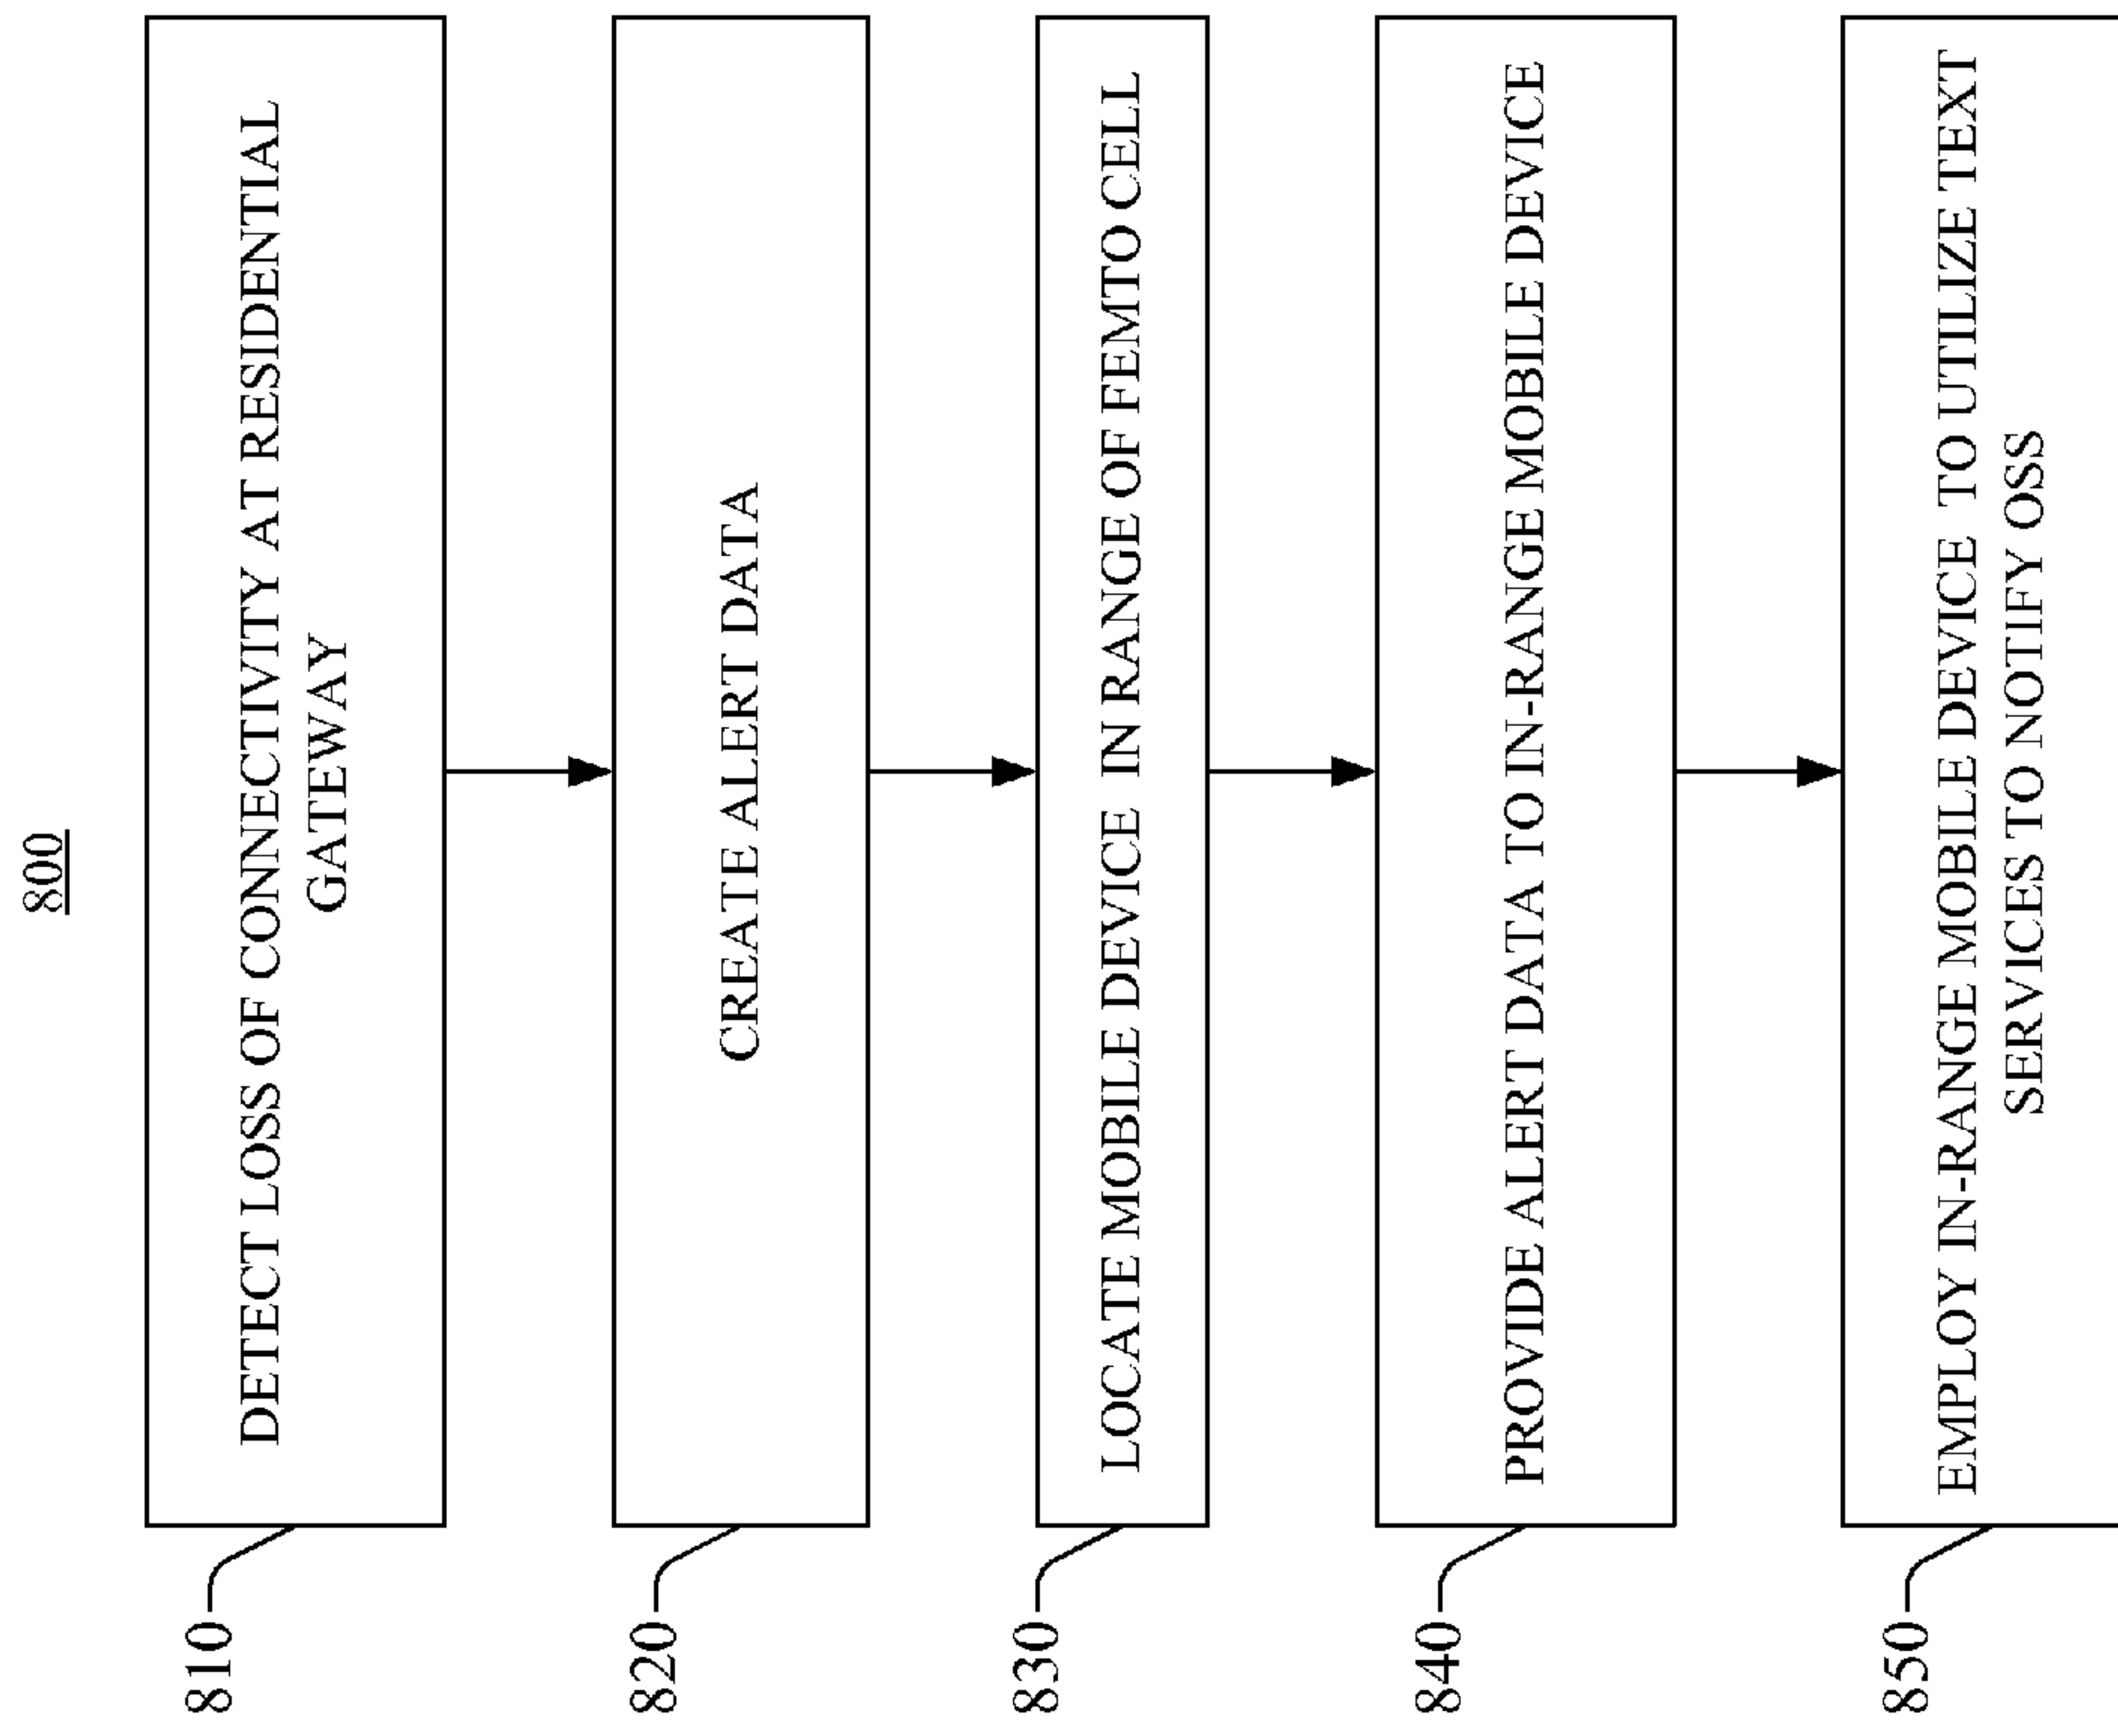 800
810
DETECT LOSS OF CONNECTIVITY AT RESIDENTIAL
GATEWAY
820
CREATE ALERT DATA
830
LOCATE MOBILE DEVICE IN RANGE OF FEMTO CELL
840
PROVIDE ALERT DATA TO IN-RANGE MOBILE DEVICE
850
EMPLOY IN-RANGE MOBILE DEVICE TO UTILIZE TEXT
SERVICES TO NOTIFY OSS